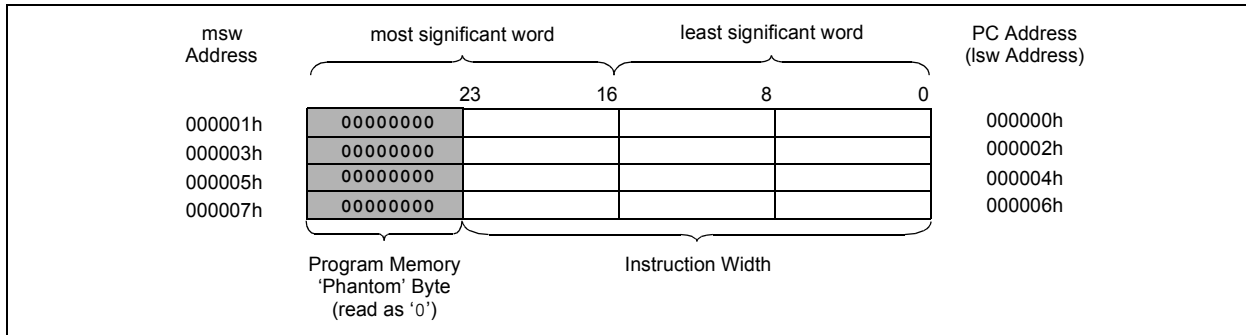 msw
Address
most significant word
least significant word
PC Address
(lsw Address)
23
16
8
0
000001h
00000000
000000h
000003h
00000000
000002h
000005h
00000000
000004h
000007h
00000000
000006h
Program Memory
‘Phantom’ Byte
(read as ‘0’)
Instruction Width